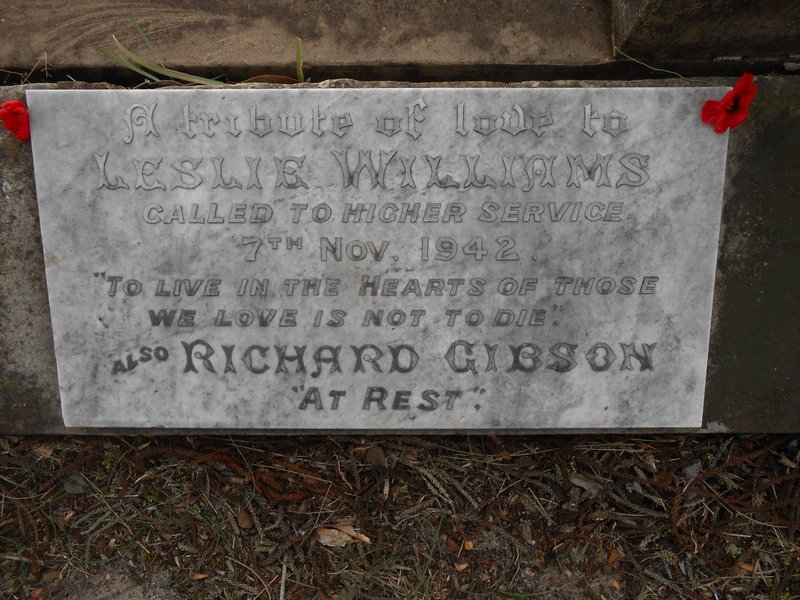 A tribute of love to
LESLIE WILLIAMS
CALLED TO HIGHER SERVICE.
7TH NOV. 1942.
"TO LIVE IN THE HEARTS OF THOSE
WE LOVE IS NOT TO DIE".
ALSO RICHARD GIBSON
"AT REST".